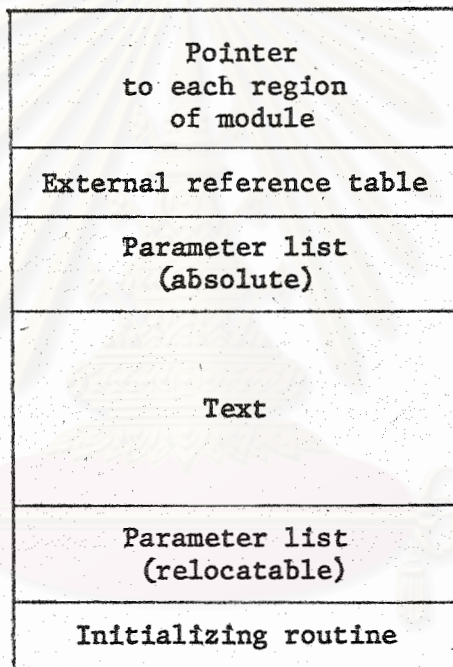 Pointer
to each region
of module
External reference table
Parameter list
(absolute)
Text
Parameter list
(relocatable)
Initializing routine